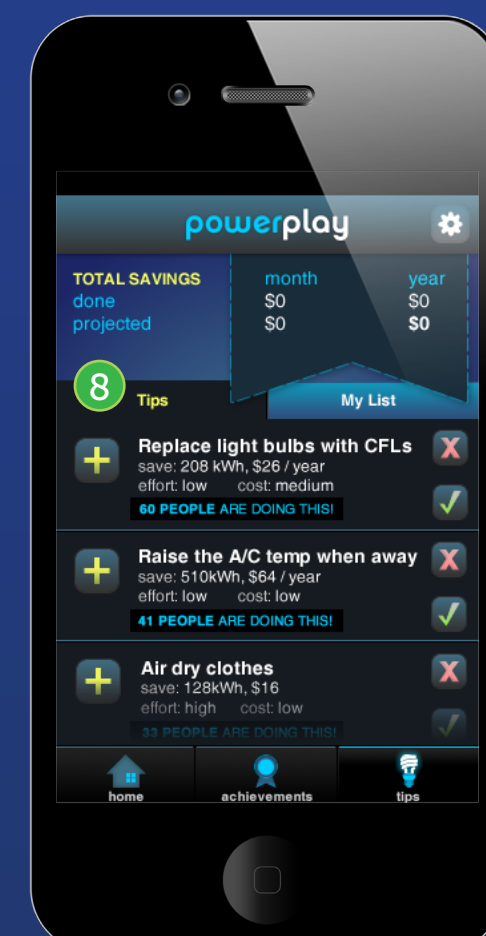 powerplay
TOTAL SAVINGS month year
done $0 $0
projected $0 $0
8
Tips My List
Replace light bulbs with CFLs
save: 208 kWh, $26 / year
effort: low cost: medium
60 PEOPLE ARE DOING THIS!
Raise the A/C temp when away
save: 510kWh, $64 / year
effort: low cost: low
41 PEOPLE ARE DOING THIS!
Air dry clothes
save: 128kWh, $16
effort: high cost: low
33 PEOPLE ARE DOING THIS!
home achievements tips